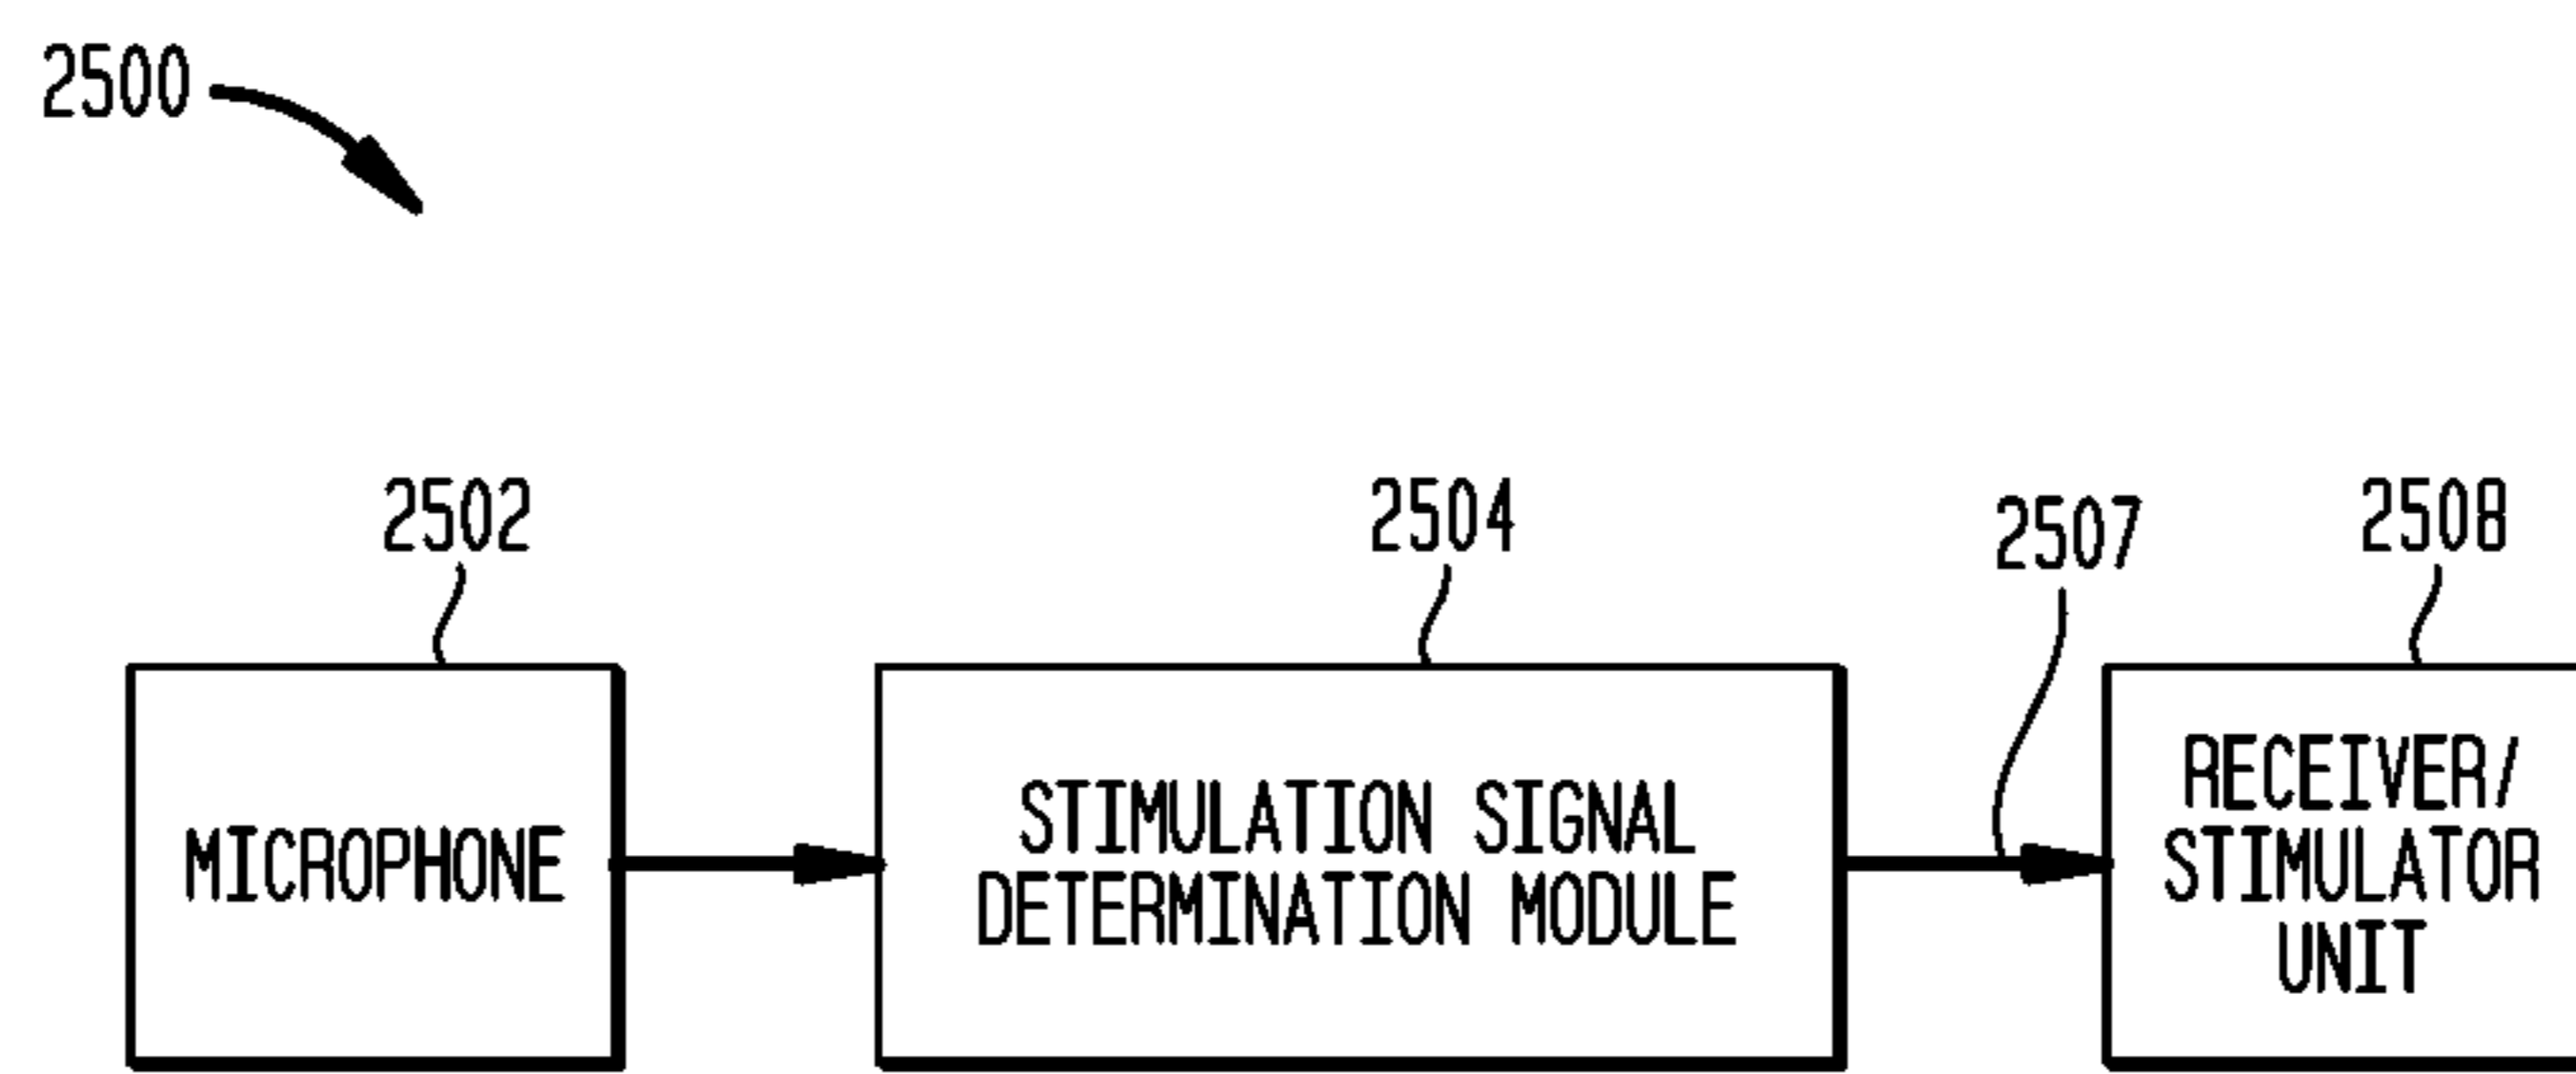 2500
2502
2504
2507
2508
MICROPHONE
STIMULATION SIGNAL
DETERMINATION MODULE
RECEIVER/
STIMULATOR
UNIT